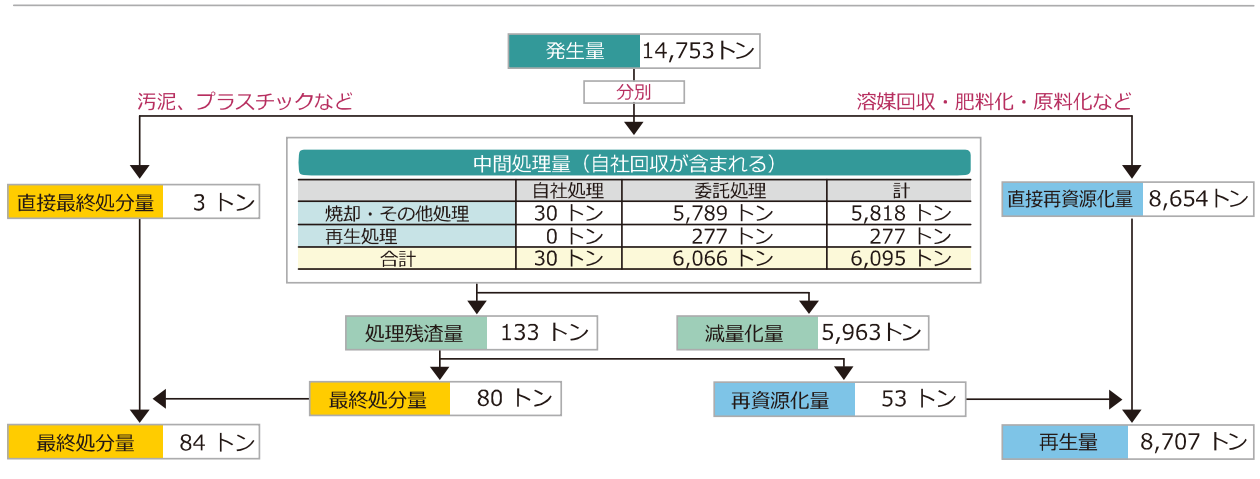 発生量 14,753トン
分別
汚泥、プラスチックなど
溶媒回収・肥料化・原料化など
中間処理量（自社回収が含まれる）
自社処理 委託処理 計
焼却・その他処理 30 トン 5,789 トン 5,818 トン
再生処理 0 トン 277 トン 277 トン
合計 30 トン 6,066 トン 6,095 トン
直接最終処分量 3 トン
直接再資源化量 8,654トン
処理残渣量 133 トン
減量化量 5,963トン
最終処分量 80 トン
再資源化量 53 トン
最終処分量 84 トン
再生量 8,707 トン